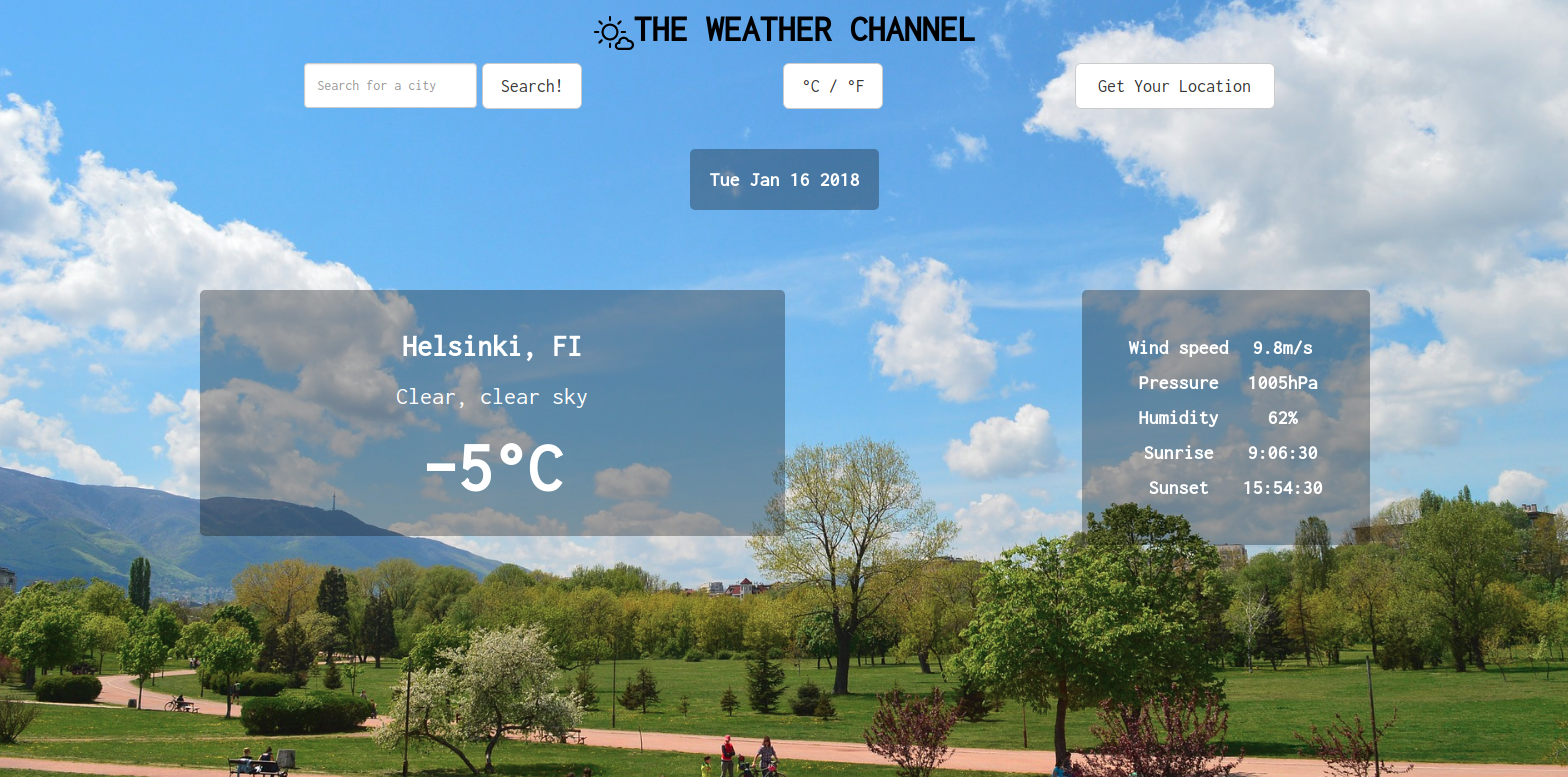 THE WEATHER CHANNEL
Search for a city
Search!
°C / °F
Get Your Location
Tue Jan 16 2018
Helsinki, FI
Clear, clear sky
-5°C
Wind speed 9.8m/s
Pressure 1005hPa
Humidity 62%
Sunrise 9:06:30
Sunset 15:54:30